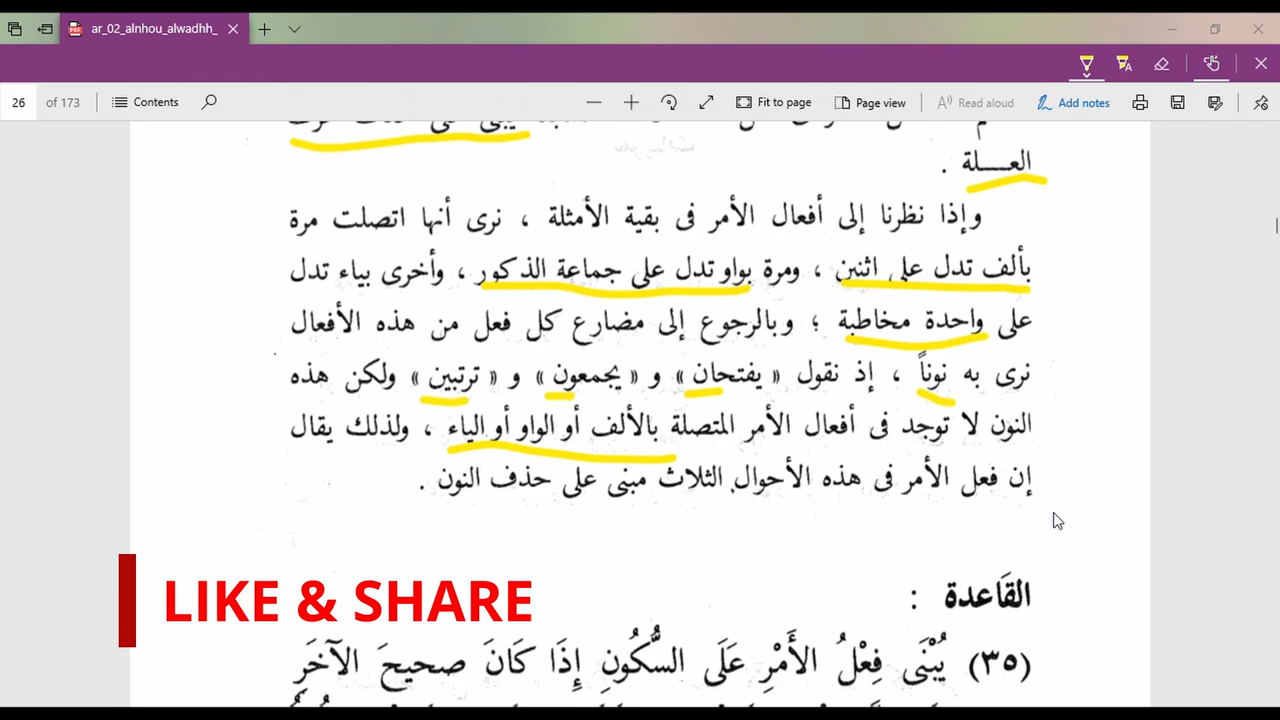 ar_02_alnhou_alwadhh_
26 of 173
Contents
Fit to page
Page view
Read aloud
Add notes
العـــلة .
وإذا نظرنا إلى أفعال الأمر فى بقية الأمثلة ، نرى أنها اتصلت مرة
بألف تدل على اثنين ، ومرة بواو تدل على جماعة الذكور ، وأخرى بياء تدل
على واحدة مخاطبة ؛ وبالرجوع إلى مضارع كل فعل من هذه الأفعال
نرى به نوناً ، إذ نقول « يفتحان » و « يجمعون » و « ترتبين » ولكن هذه
النون لا توجد فى أفعال الأمر المتصلة بالألف أو الواو أو الياء ، ولذلك يقال
إن فعل الأمر فى هذه الأحوال الثلاث مبنى على حذف النون .
القَاعدة :
LIKE & SHARE
(٣٥) يُبْنَى فِعْلُ الأَمْرِ عَلَى السُّكُونِ إِذَا كَانَ صحيحَ الآخَرِ